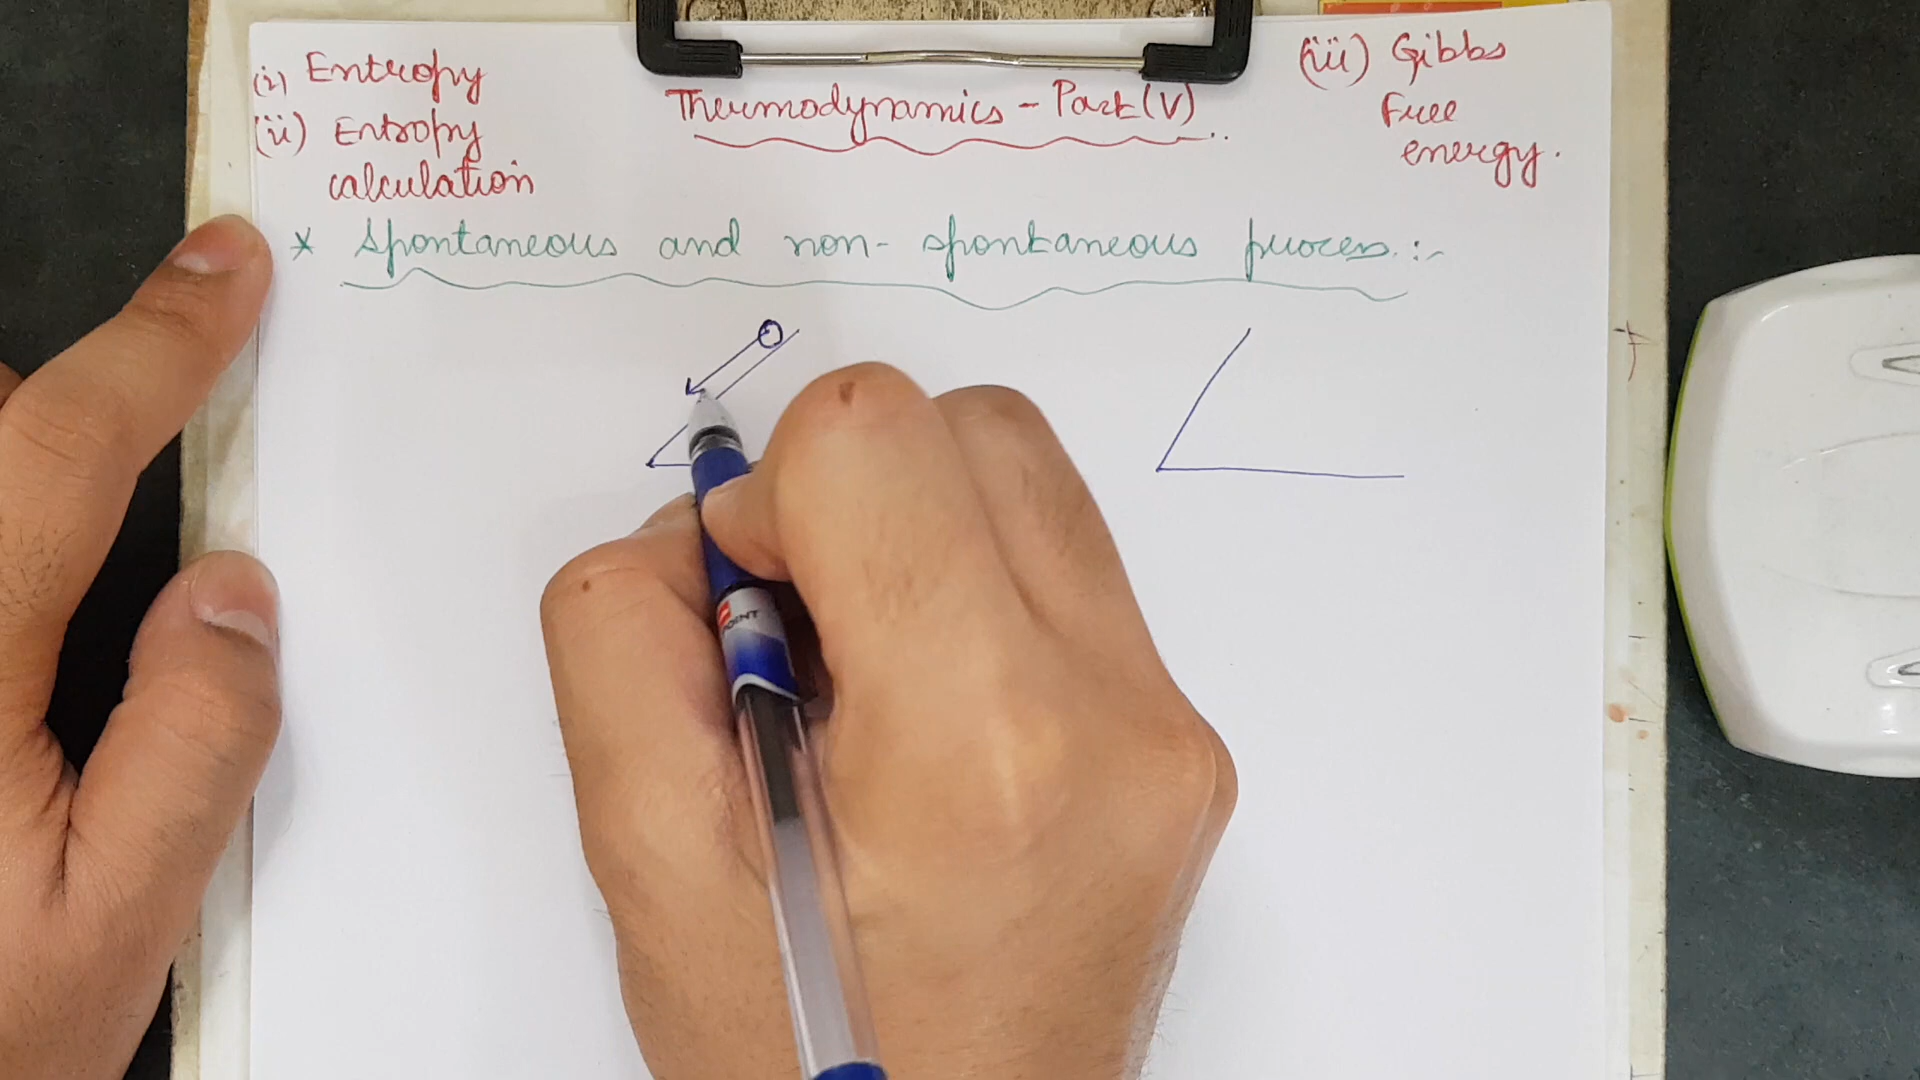 (i) Entropy
(ii) Entropy
calculation
Thermodynamics - Part (V)
(iii) Gibbs
Free
energy.
* Spontaneous and non- spontaneous process.:-